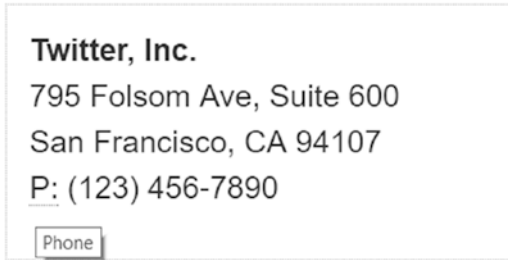 Twitter, Inc.
795 Folsom Ave, Suite 600
San Francisco, CA 94107
P: (123) 456-7890
Phone